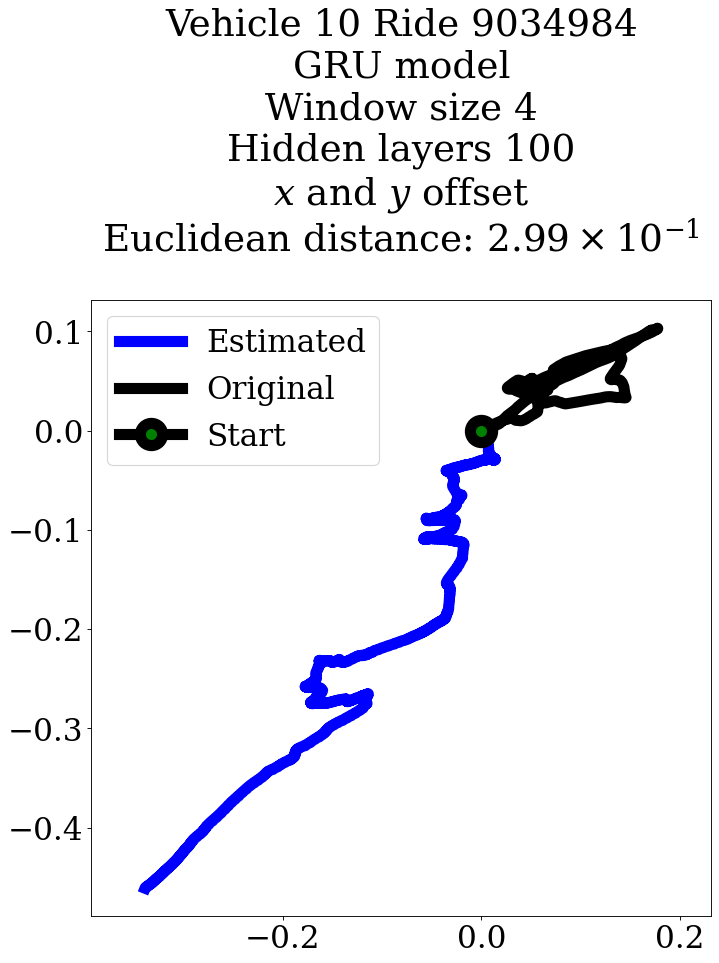 Vehicle 10 Ride 9034984
GRU model
Window size 4
Hidden layers 100
x and y offset
Euclidean distance: 2.99 × 10⁻¹
Estimated
Original
Start
0.1
0.0
−0.1
−0.2
−0.3
−0.4
−0.2 0.0 0.2